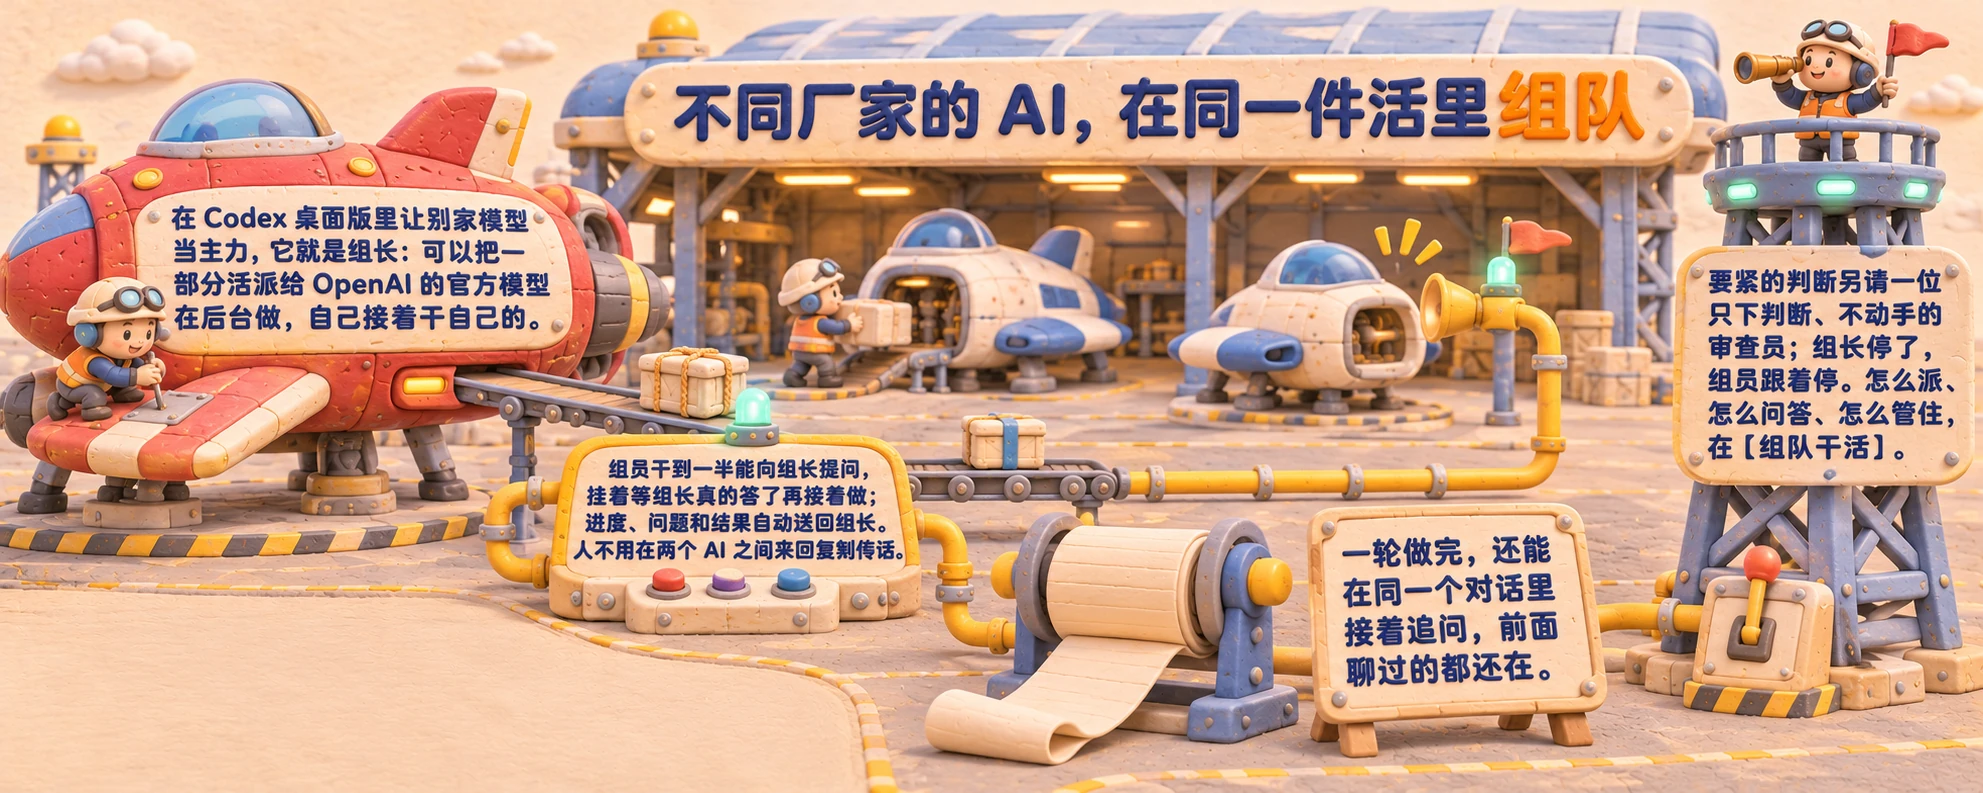 不同厂家的 AI，在同一件活里组队
在 Codex 桌面版里让别家模型
当主力，它就是组长：可以把一
部分活派给 OpenAI 的官方模型
在后台做，自己接着干自己的。
组员干到一半能向组长提问，
挂着等组长真的答了再接着做；
进度、问题和结果自动送回组长。
人不用在两个 AI 之间来回复制传话。
一轮做完，还能
在同一个对话里
接着追问，前面
聊过的都还在。
要紧的判断另请一位
只下判断、不动手的
审查员；组长停了，
组员跟着停。怎么派、
怎么问答、怎么管住，
在【组队干活】。